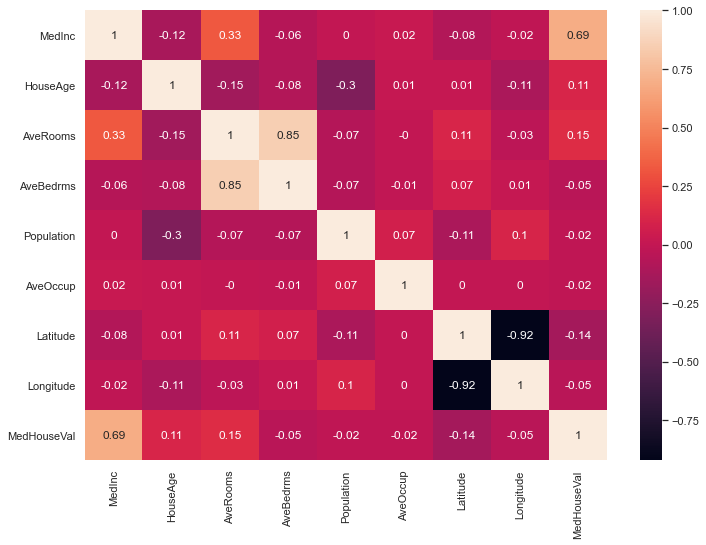 MedInc 1 -0.12 0.33 -0.06 0 0.02 -0.08 -0.02 0.69
HouseAge -0.12 1 -0.15 -0.08 -0.3 0.01 0.01 -0.11 0.11
AveRooms 0.33 -0.15 1 0.85 -0.07 -0 0.11 -0.03 0.15
AveBedrms -0.06 -0.08 0.85 1 -0.07 -0.01 0.07 0.01 -0.05
Population 0 -0.3 -0.07 -0.07 1 0.07 -0.11 0.1 -0.02
AveOccup 0.02 0.01 -0 -0.01 0.07 1 0 0 -0.02
Latitude -0.08 0.01 0.11 0.07 -0.11 0 1 -0.92 -0.14
Longitude -0.02 -0.11 -0.03 0.01 0.1 0 -0.92 1 -0.05
MedHouseVal 0.69 0.11 0.15 -0.05 -0.02 -0.02 -0.14 -0.05 1
MedInc HouseAge AveRooms AveBedrms Population AveOccup Latitude Longitude MedHouseVal
1.00
0.75
0.50
0.25
0.00
−0.25
−0.50
−0.75